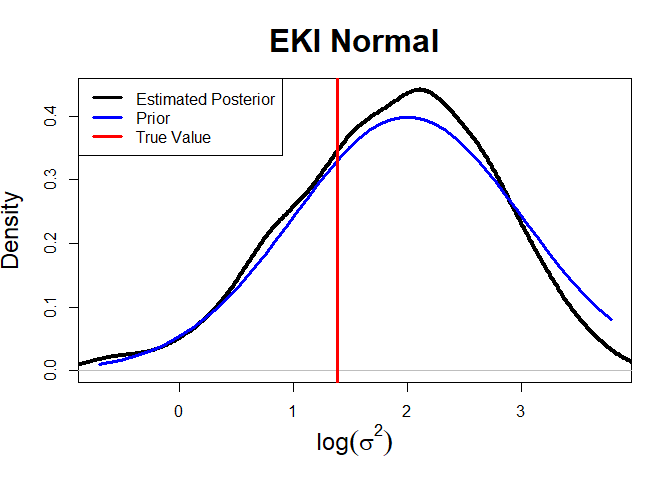 EKI Normal
Estimated Posterior
Prior
True Value
Density
0.0
0.1
0.2
0.3
0.4
0 1 2 3
log(σ²)